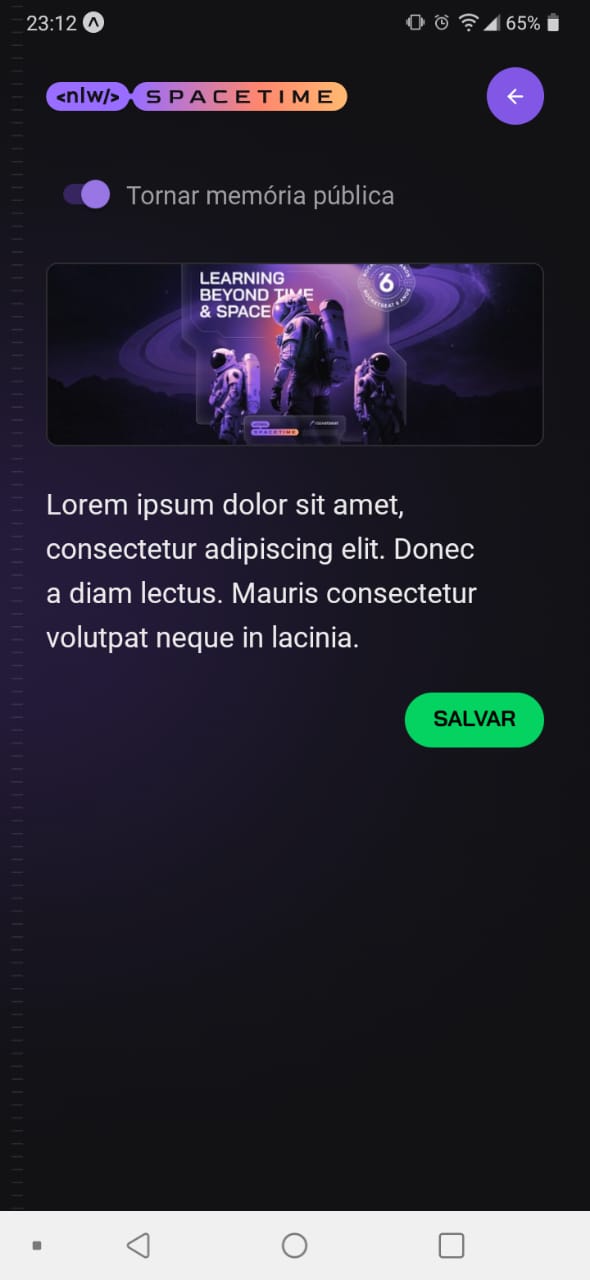 23:12
65%
<nlw/> SPACETIME
Tornar memória pública
LEARNING
BEYOND TIME
& SPACE
6
SPACETIME
Lorem ipsum dolor sit amet,
consectetur adipiscing elit. Donec
a diam lectus. Mauris consectetur
volutpat neque in lacinia.
SALVAR